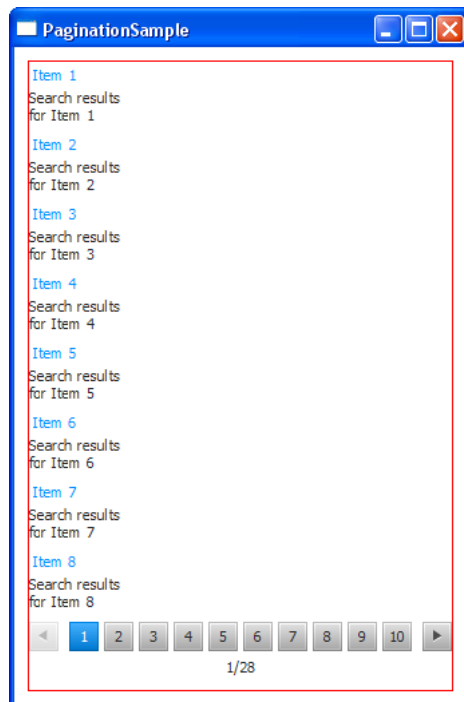 PaginationSample
Item 1
Search results
for Item 1
Item 2
Search results
for Item 2
Item 3
Search results
for Item 3
Item 4
Search results
for Item 4
Item 5
Search results
for Item 5
Item 6
Search results
for Item 6
Item 7
Search results
for Item 7
Item 8
Search results
for Item 8
1 2 3 4 5 6 7 8 9 10
1/28